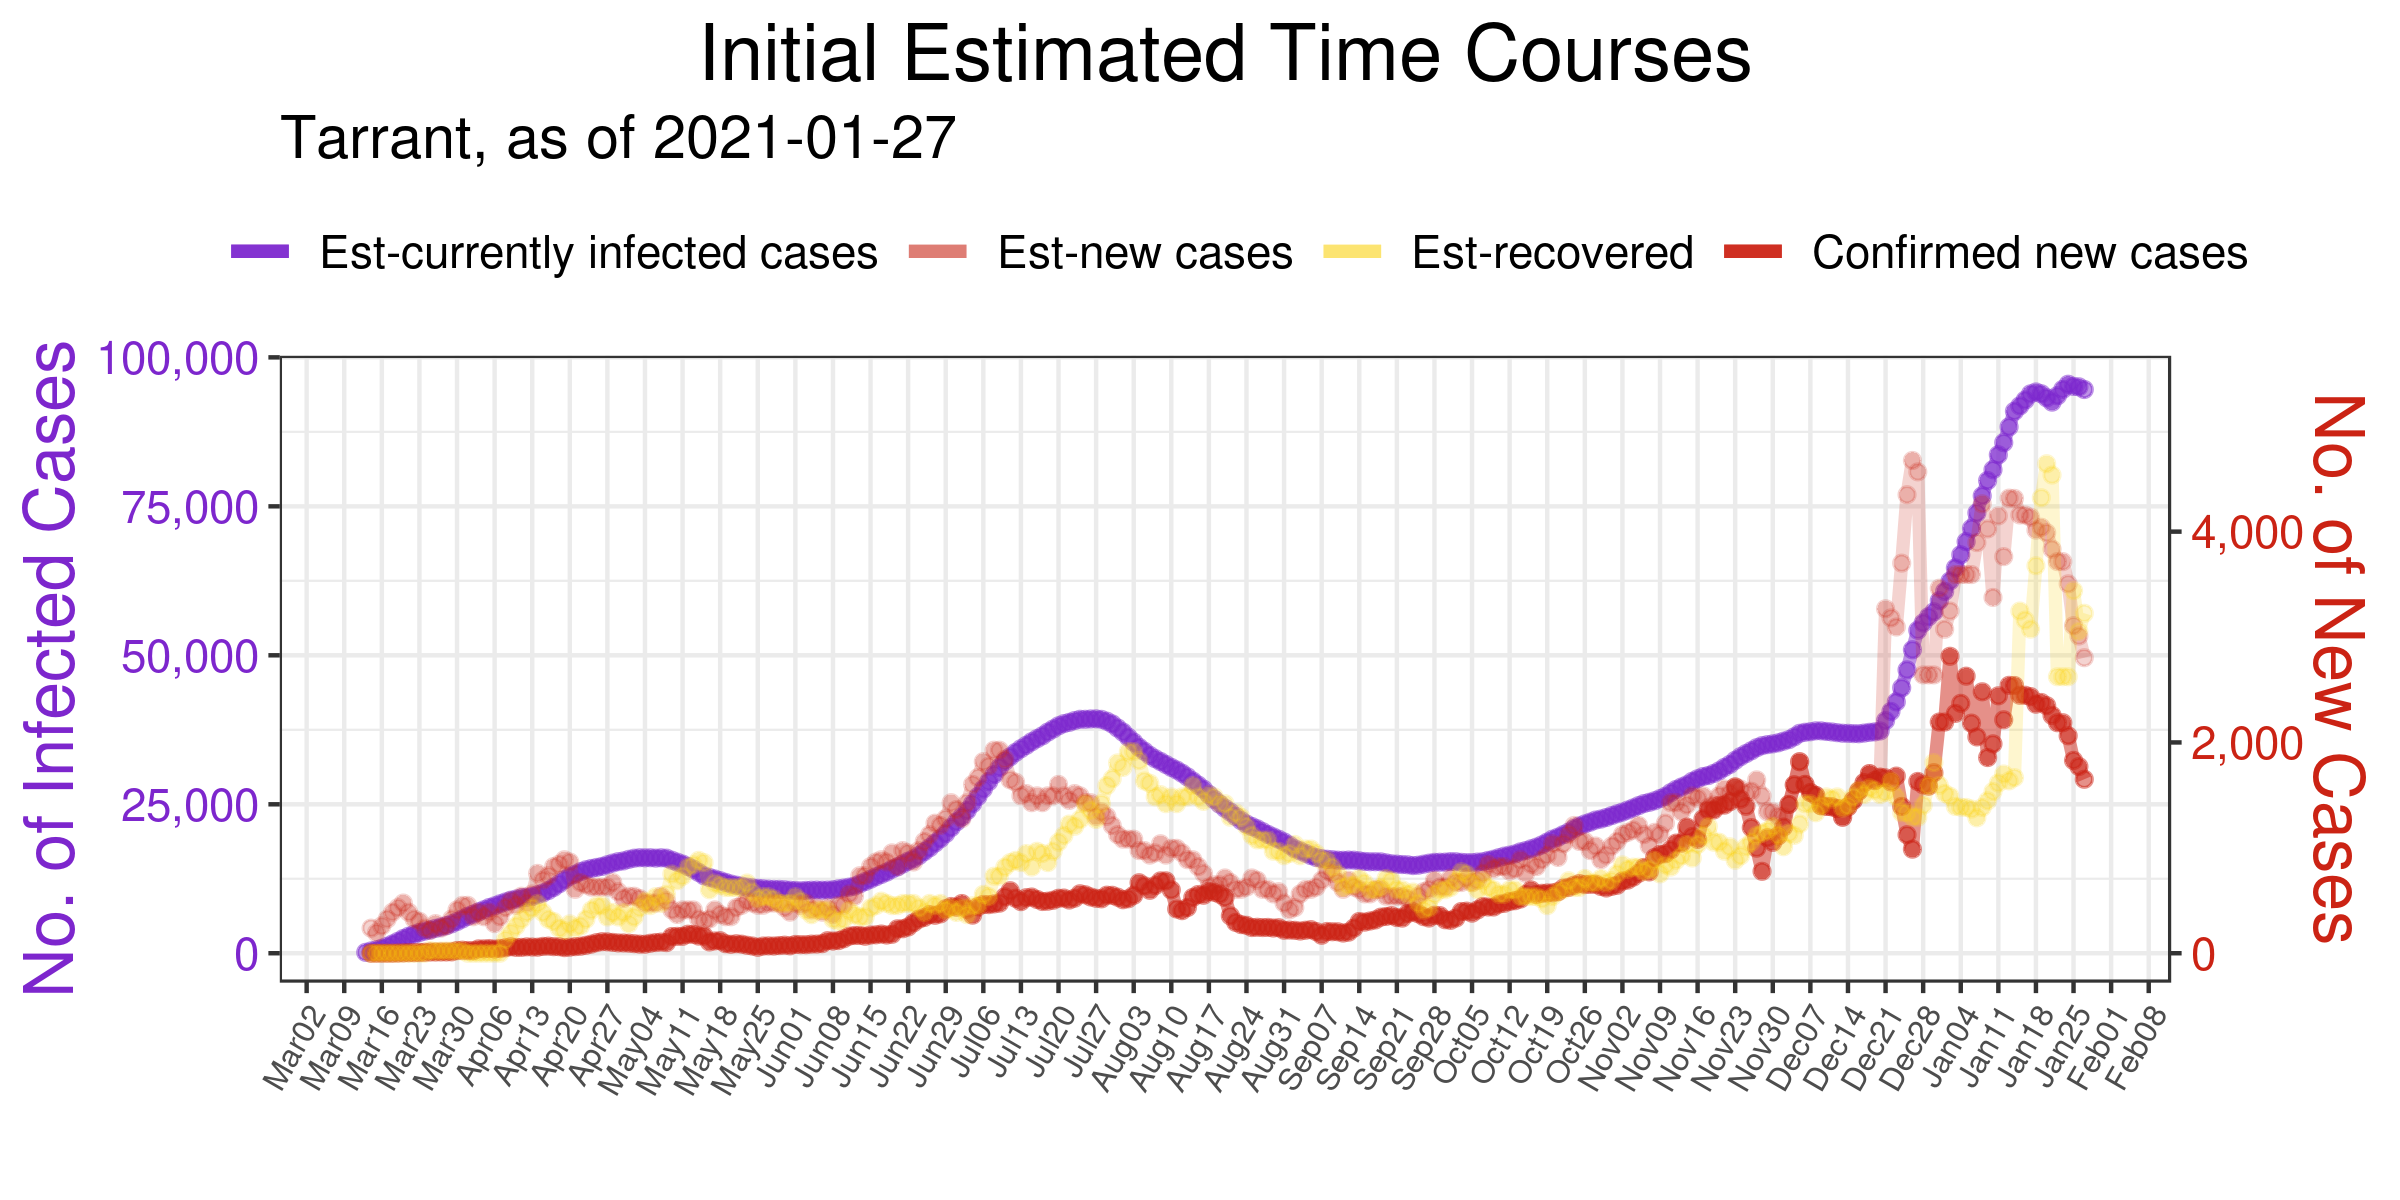 Initial Estimated Time Courses
Tarrant, as of 2021-01-27
Est-currently infected cases Est-new cases Est-recovered Confirmed new cases
No. of Infected Cases
100,000
75,000
50,000
25,000
0
No. of New Cases
4,000
2,000
0
Mar02 Mar09 Mar16 Mar23 Mar30 Apr06 Apr13 Apr20 Apr27 May04 May11 May18 May25 Jun01 Jun08 Jun15 Jun22 Jun29 Jul06 Jul13 Jul20 Jul27 Aug03 Aug10 Aug17 Aug24 Aug31 Sep07 Sep14 Sep21 Sep28 Oct05 Oct12 Oct19 Oct26 Nov02 Nov09 Nov16 Nov23 Nov30 Dec07 Dec14 Dec21 Dec28 Jan04 Jan11 Jan18 Jan25 Feb01 Feb08